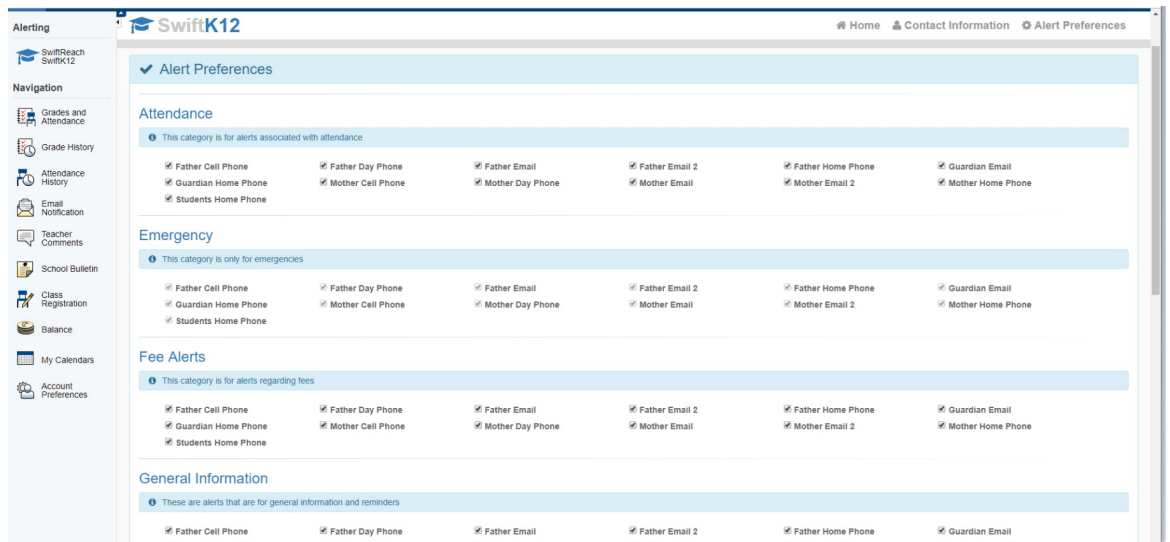 Alerting
SwiftReach
SwiftK12
Navigation
Grades and
Attendance
Grade History
Attendance
History
Email
Notification
Teacher
Comments
School Bulletin
Class
Registration
Balance
My Calendars
Account
Preferences
SwiftK12
Home Contact Information Alert Preferences
Alert Preferences
Attendance
This category is for alerts associated with attendance
Father Cell Phone Father Day Phone Father Email Father Email 2 Father Home Phone Guardian Email
Guardian Home Phone Mother Cell Phone Mother Day Phone Mother Email Mother Email 2 Mother Home Phone
Students Home Phone
Emergency
This category is only for emergencies
Father Cell Phone Father Day Phone Father Email Father Email 2 Father Home Phone Guardian Email
Guardian Home Phone Mother Cell Phone Mother Day Phone Mother Email Mother Email 2 Mother Home Phone
Students Home Phone
Fee Alerts
This category is for alerts regarding fees
Father Cell Phone Father Day Phone Father Email Father Email 2 Father Home Phone Guardian Email
Guardian Home Phone Mother Cell Phone Mother Day Phone Mother Email Mother Email 2 Mother Home Phone
Students Home Phone
General Information
These are alerts that are for general information and reminders
Father Cell Phone Father Day Phone Father Email Father Email 2 Father Home Phone Guardian Email